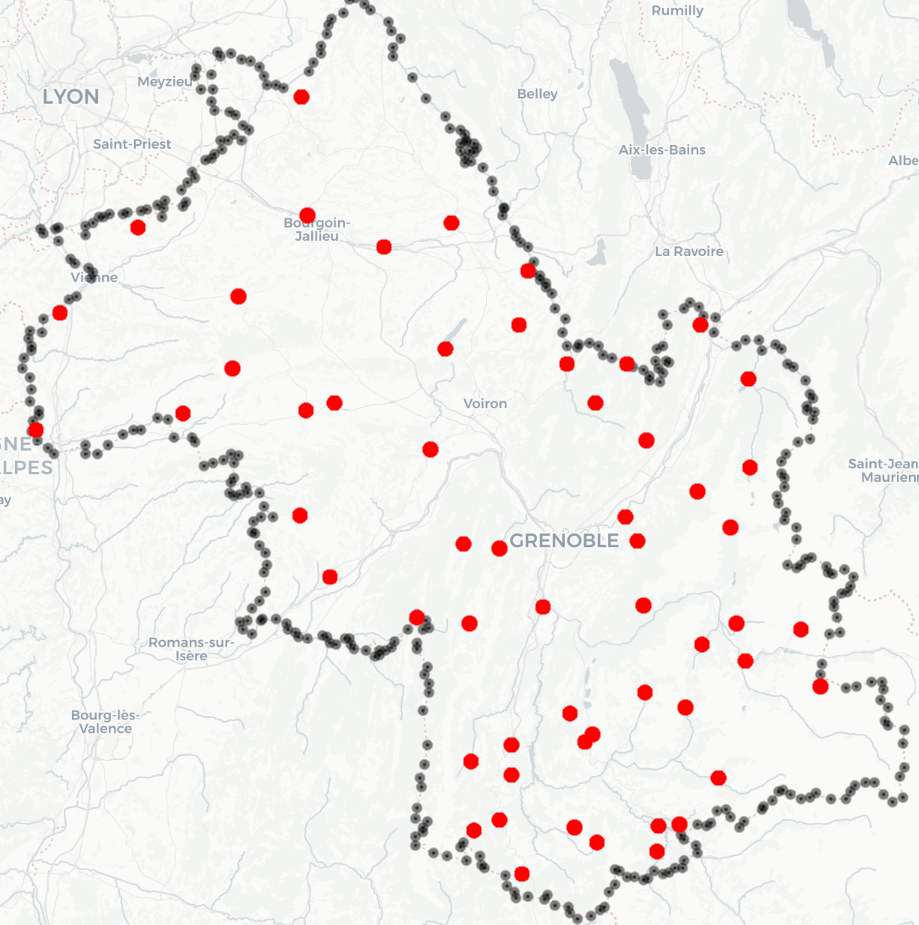 Rumilly
Meyzieu
LYON
Belley
Saint-Priest
Aix-les-Bains
Albe
Bourgoin-
Jallieu
La Ravoire
Vienne
Voiron
GNE
ALPES
Saint-Jean
Maurien
ay
GRENOBLE
Romans-sur-
Isère
Bourg-lès-
Valence